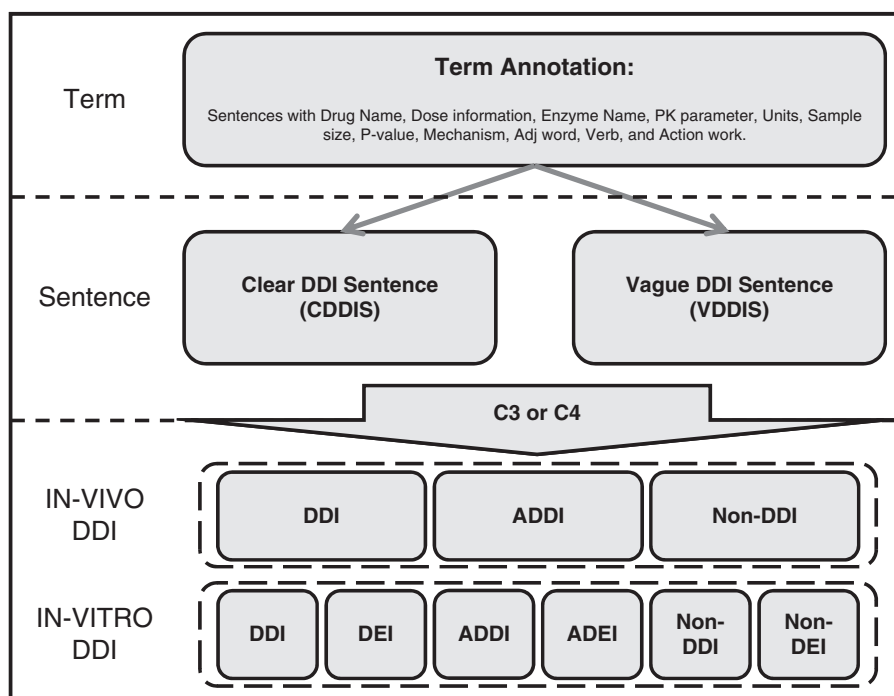 Term
Term Annotation:
Sentences with Drug Name, Dose information, Enzyme Name, PK parameter, Units, Sample
size, P-value, Mechanism, Adj word, Verb, and Action work.
Sentence
Clear DDI Sentence
(CDDIS)
Vague DDI Sentence
(VDDIS)
C3 or C4
IN-VIVO
DDI
DDI
ADDI
Non-DDI
IN-VITRO
DDI
DDI
DEI
ADDI
ADEI
Non-
DDI
Non-
DEI